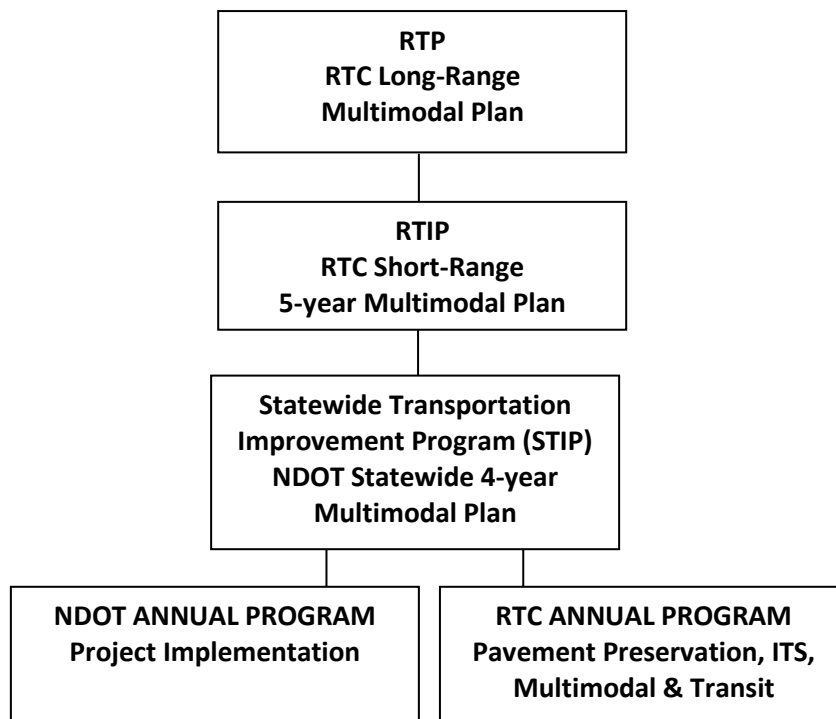 RTP
RTC Long-Range
Multimodal Plan
RTIP
RTC Short-Range
5-year Multimodal Plan
Statewide Transportation
Improvement Program (STIP)
NDOT Statewide 4-year
Multimodal Plan
NDOT ANNUAL PROGRAM
Project Implementation
RTC ANNUAL PROGRAM
Pavement Preservation, ITS,
Multimodal & Transit